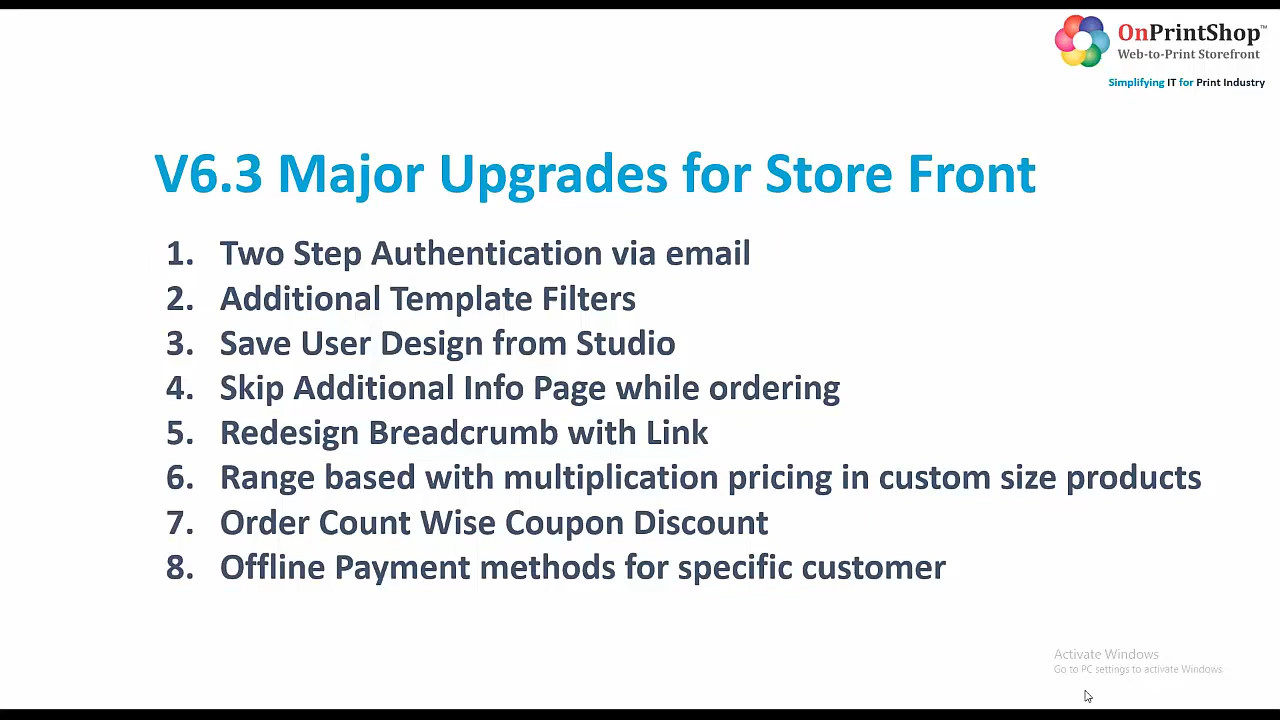 OnPrintShop™
Web-to-Print Storefront
Simplifying IT for Print Industry
V6.3 Major Upgrades for Store Front
1. Two Step Authentication via email
2. Additional Template Filters
3. Save User Design from Studio
4. Skip Additional Info Page while ordering
5. Redesign Breadcrumb with Link
6. Range based with multiplication pricing in custom size products
7. Order Count Wise Coupon Discount
8. Offline Payment methods for specific customer
Activate Windows
Go to PC settings to activate Windows.